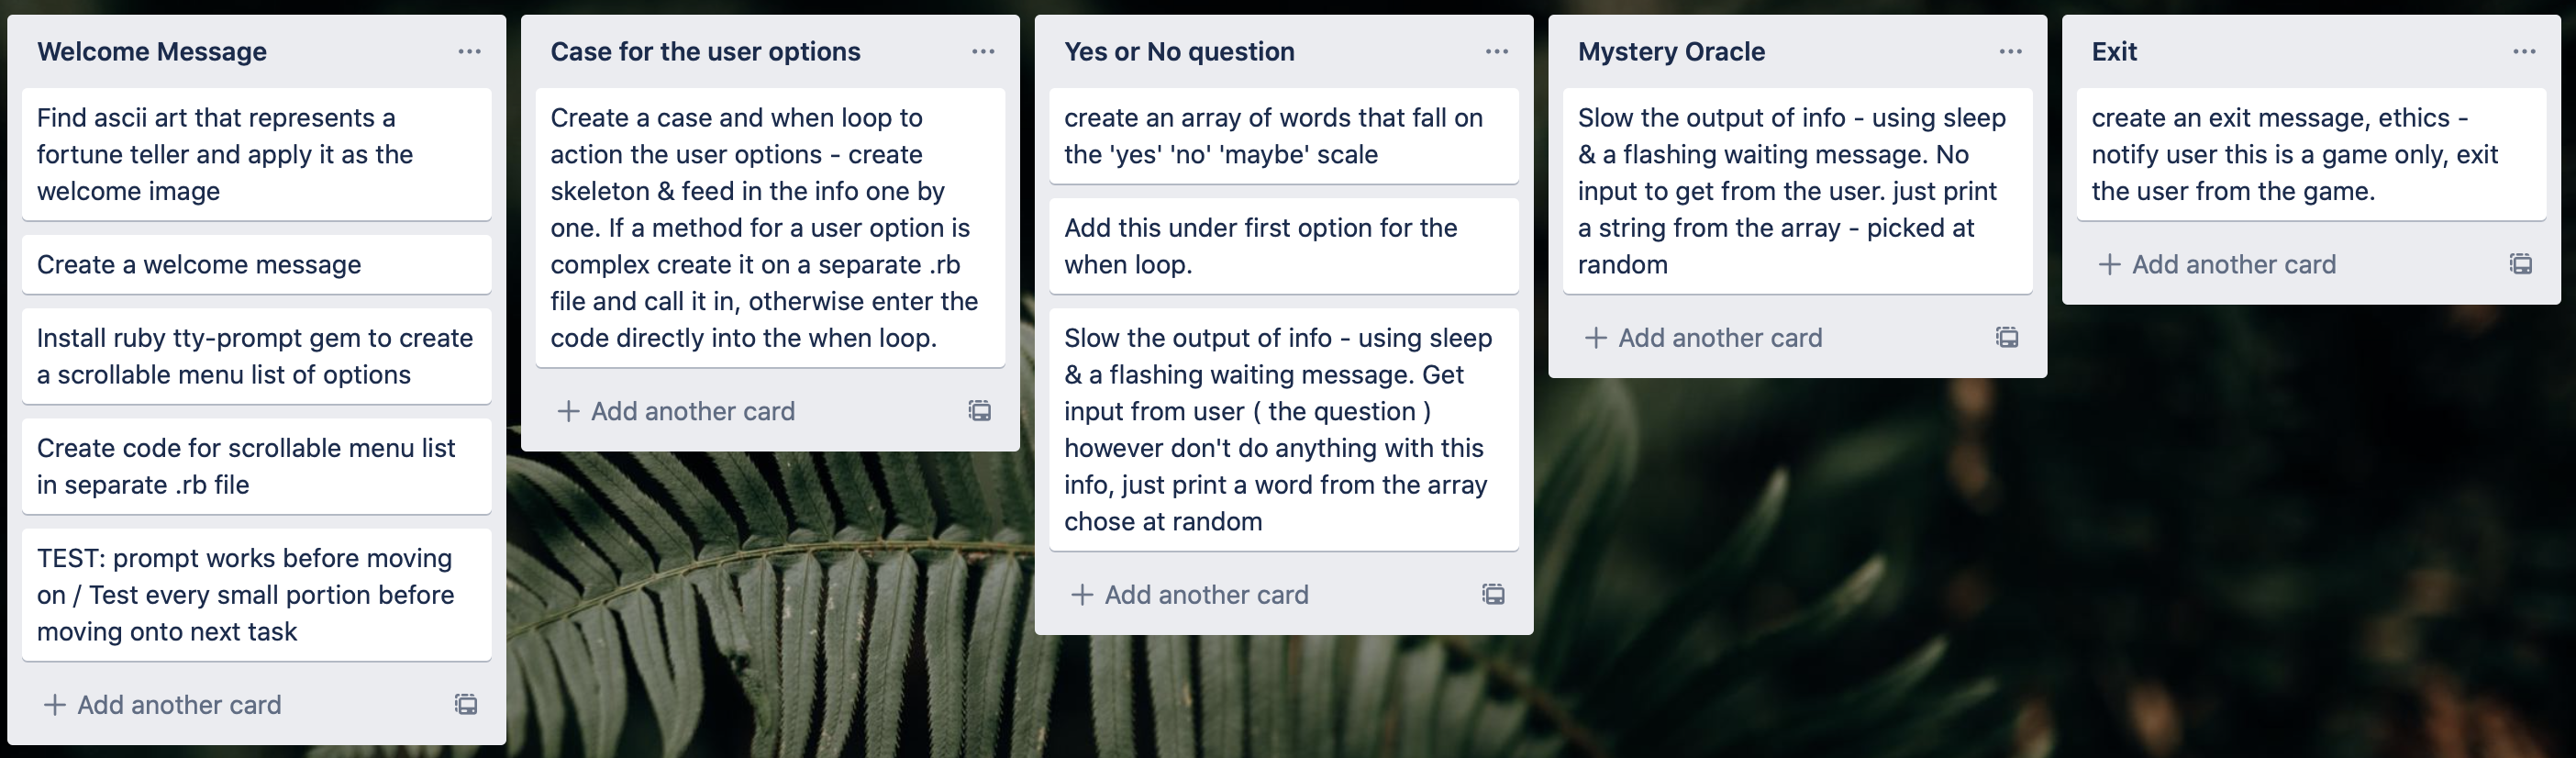 Welcome Message
Find ascii art that represents a
fortune teller and apply it as the
welcome image
Create a welcome message
Install ruby tty-prompt gem to create
a scrollable menu list of options
Create code for scrollable menu list
in separate .rb file
TEST: prompt works before moving
on / Test every small portion before
moving onto next task
+ Add another card
Case for the user options
Create a case and when loop to
action the user options - create
skeleton & feed in the info one by
one. If a method for a user option is
complex create it on a separate .rb
file and call it in, otherwise enter the
code directly into the when loop.
+ Add another card
Yes or No question
create an array of words that fall on
the 'yes' 'no' 'maybe' scale
Add this under first option for the
when loop.
Slow the output of info - using sleep
& a flashing waiting message. Get
input from user ( the question )
however don't do anything with this
info, just print a word from the array
chose at random
+ Add another card
Mystery Oracle
Slow the output of info - using sleep
& a flashing waiting message. No
input to get from the user. just print
a string from the array - picked at
random
+ Add another card
Exit
create an exit message, ethics -
notify user this is a game only, exit
the user from the game.
+ Add another card